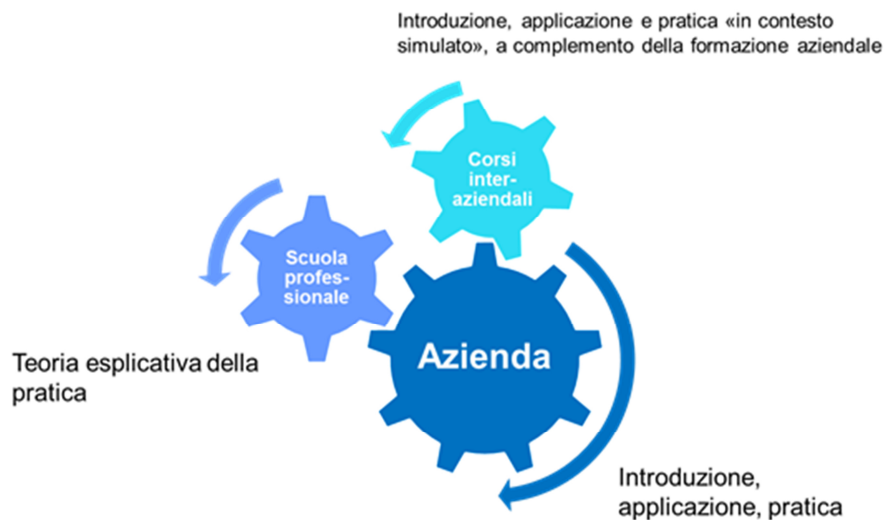 Introduzione, applicazione e pratica «in contesto
simulato», a complemento della formazione aziendale
Corsi
inter-
aziendali
Scuola
profes-
sionale
Azienda
Teoria esplicativa della
pratica
Introduzione,
applicazione, pratica